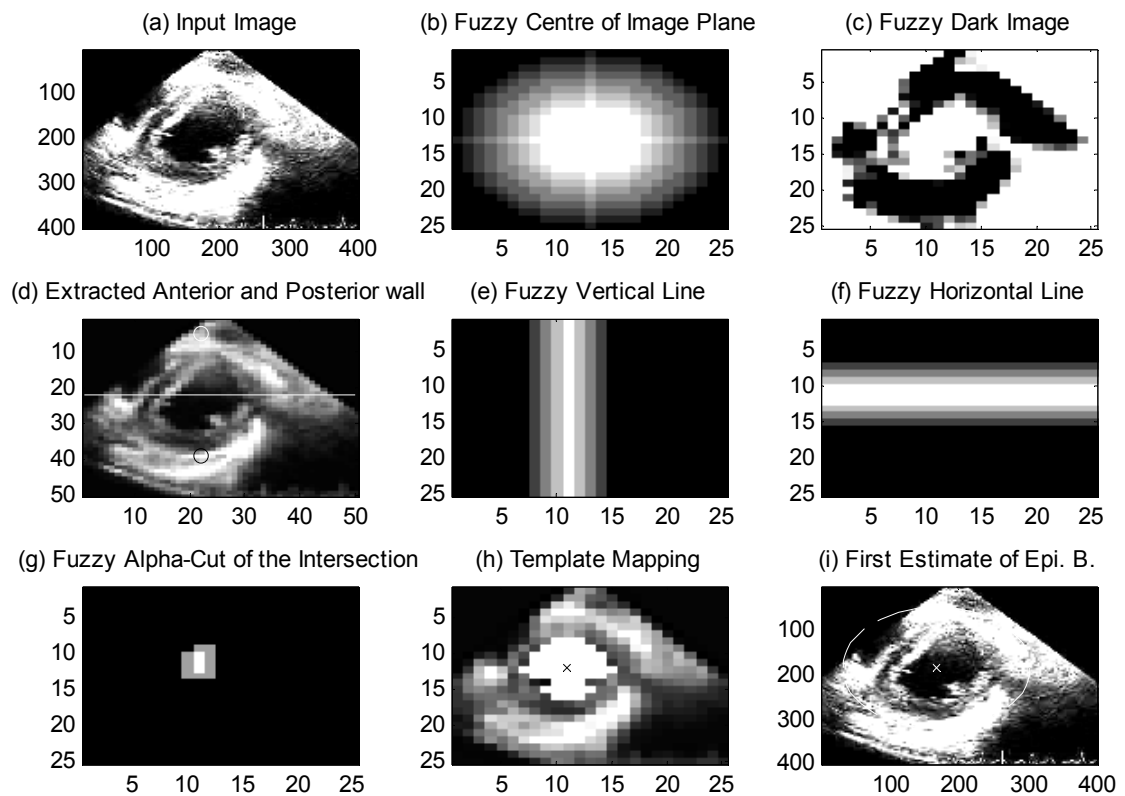 (a) Input Image
(b) Fuzzy Centre of Image Plane
(c) Fuzzy Dark Image
100
200
300
400
100 200 300 400
5
10
15
20
25
5 10 15 20 25
5
10
15
20
25
5 10 15 20 25
(d) Extracted Anterior and Posterior wall
(e) Fuzzy Vertical Line
(f) Fuzzy Horizontal Line
10
20
30
40
50
10 20 30 40 50
5
10
15
20
25
5 10 15 20 25
5
10
15
20
25
5 10 15 20 25
(g) Fuzzy Alpha-Cut of the Intersection
(h) Template Mapping
(i) First Estimate of Epi. B.
5
10
15
20
25
5 10 15 20 25
5
10
15
20
25
5 10 15 20 25
100
200
300
400
100 200 300 400